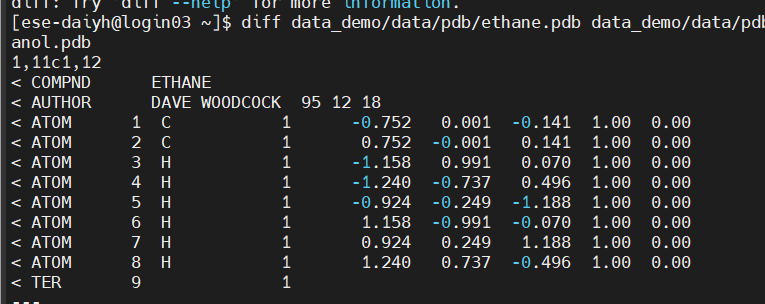 diff: Try 'diff --help' for more information.
[ese-daiyh@login03 ~]$ diff data_demo/data/pdb/ethane.pdb data_demo/data/pdb
anol.pdb
1,11c1,12
< COMPND      ETHANE
< AUTHOR      DAVE WOODCOCK  95 12 18
< ATOM      1  C           1      -0.752   0.001  -0.141  1.00  0.00
< ATOM      2  C           1       0.752  -0.001   0.141  1.00  0.00
< ATOM      3  H           1      -1.158   0.991   0.070  1.00  0.00
< ATOM      4  H           1      -1.240  -0.737   0.496  1.00  0.00
< ATOM      5  H           1      -0.924  -0.249  -1.188  1.00  0.00
< ATOM      6  H           1       1.158  -0.991  -0.070  1.00  0.00
< ATOM      7  H           1       0.924   0.249   1.188  1.00  0.00
< ATOM      8  H           1       1.240   0.737  -0.496  1.00  0.00
< TER       9              1
---